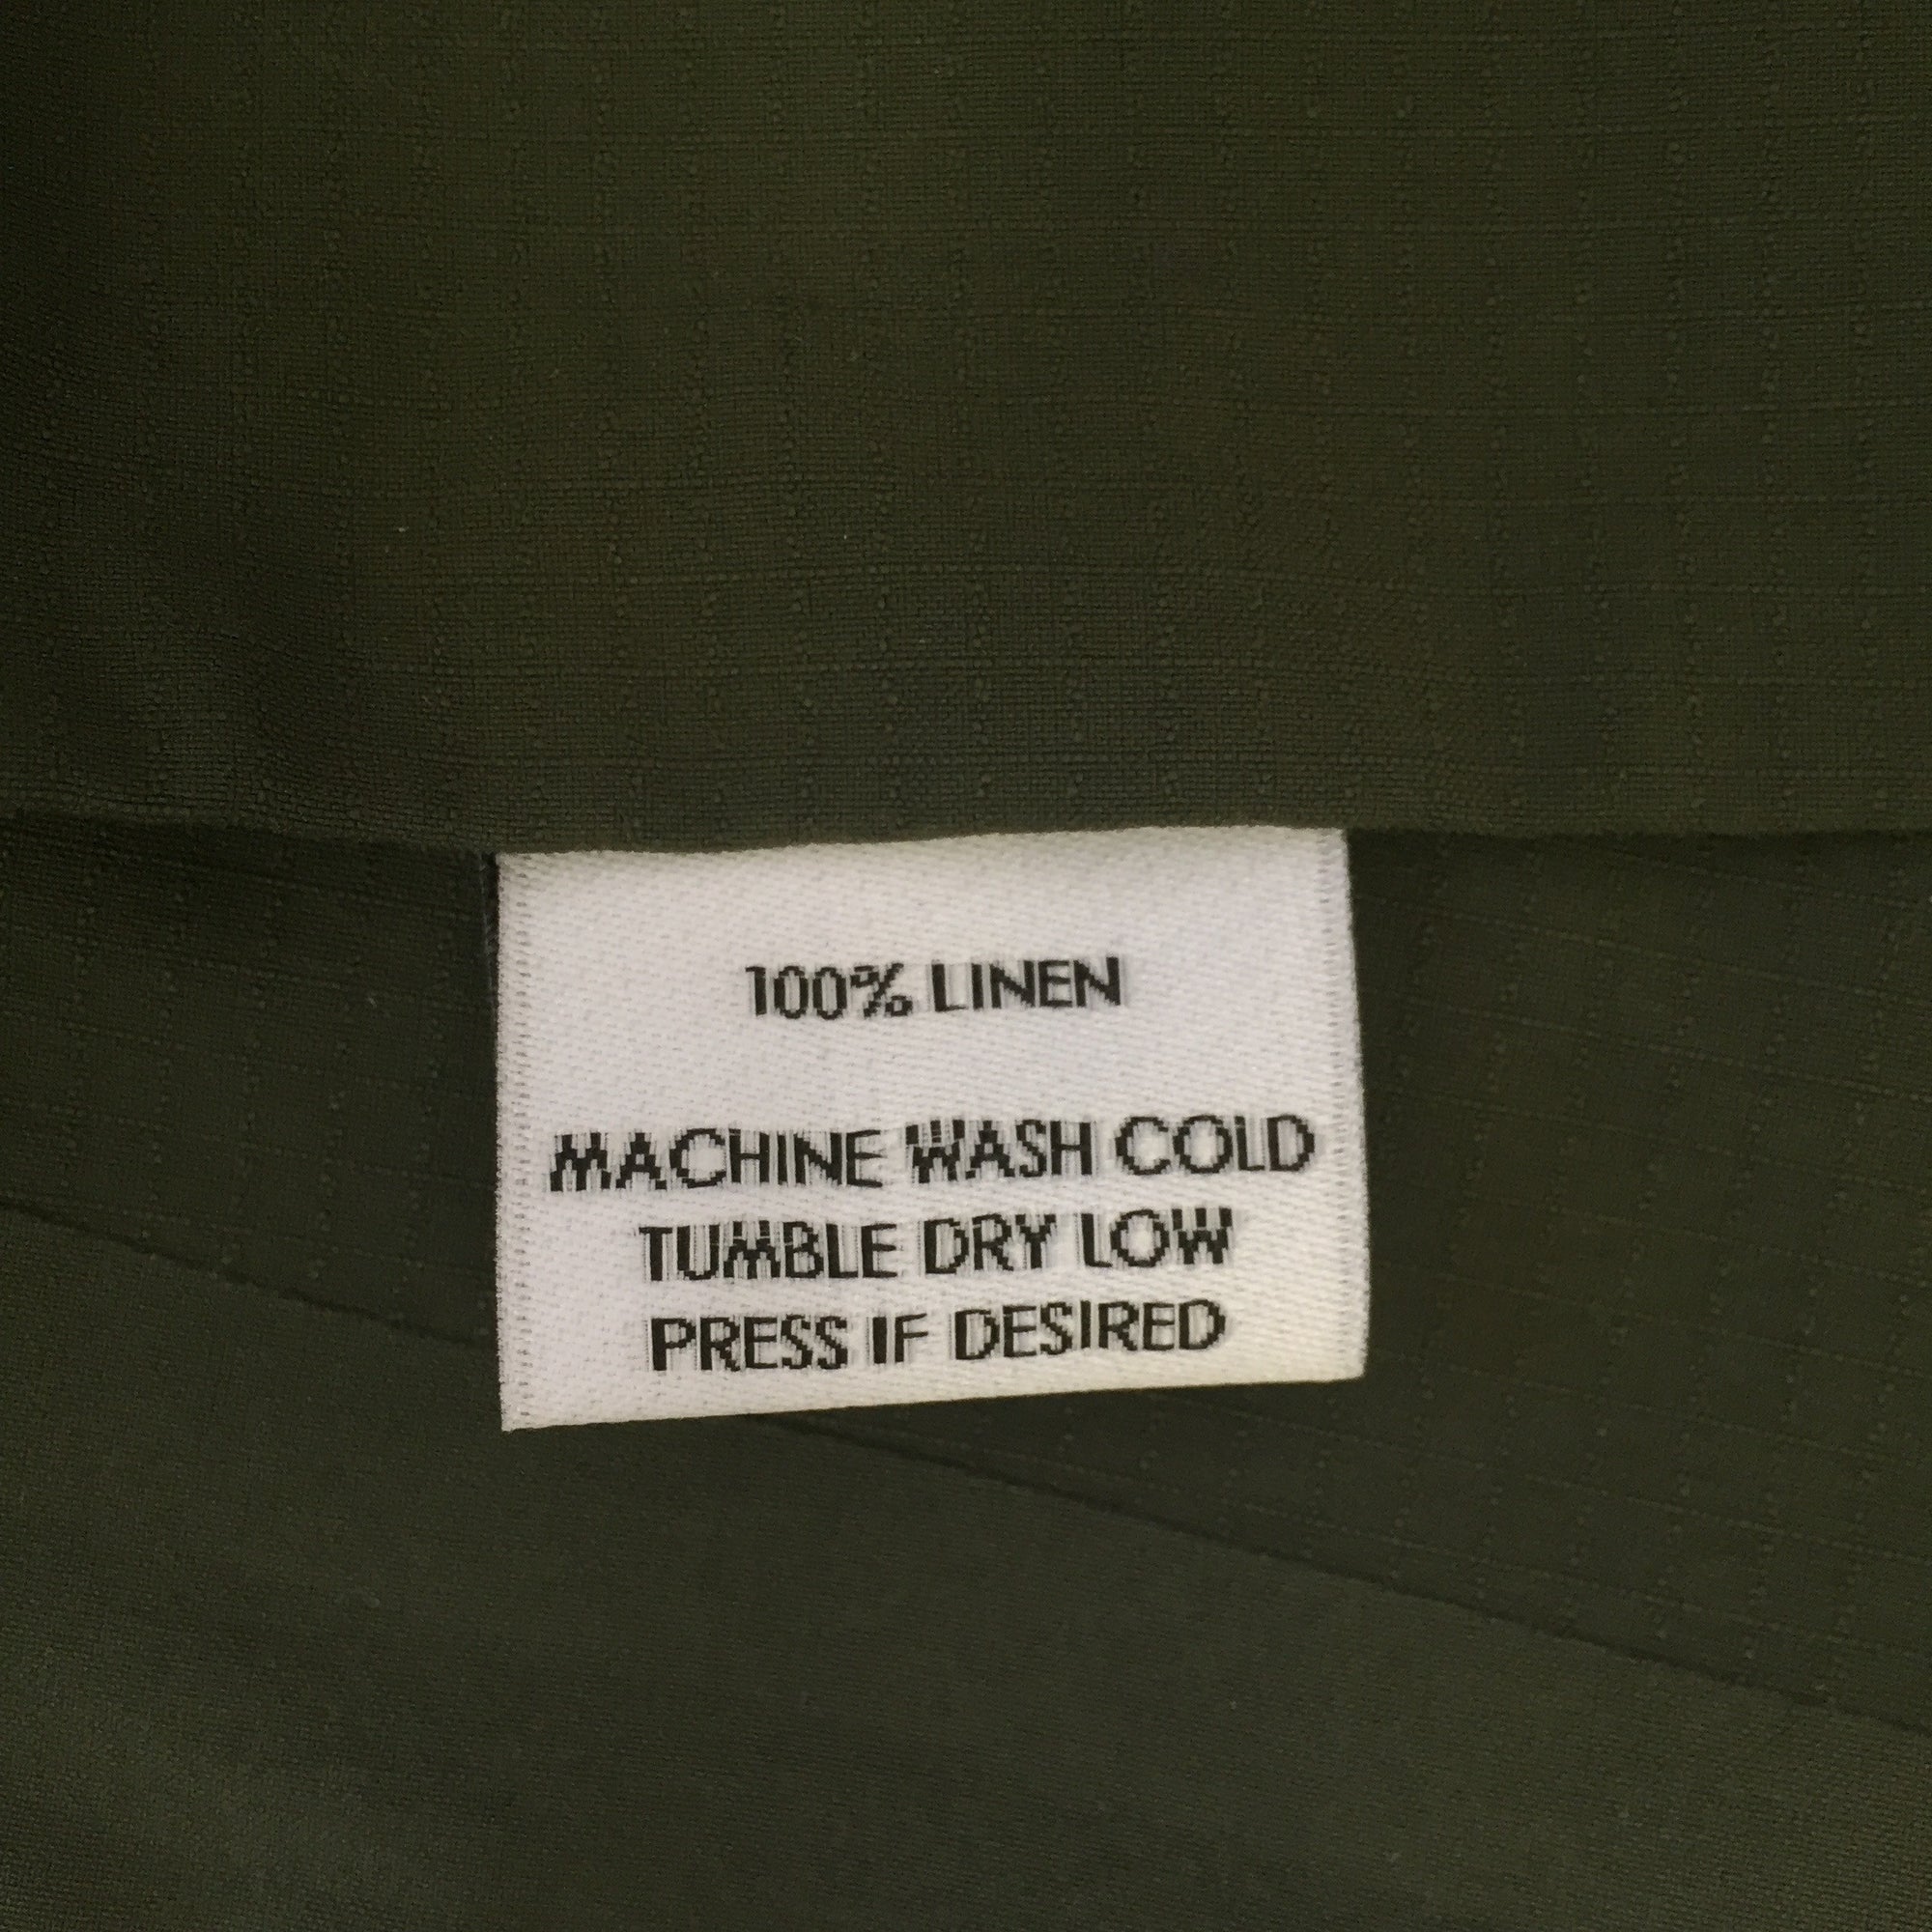 100% LINEN
MACHINE WASH COLD
TUMBLE DRY LOW
PRESS IF DESIRED